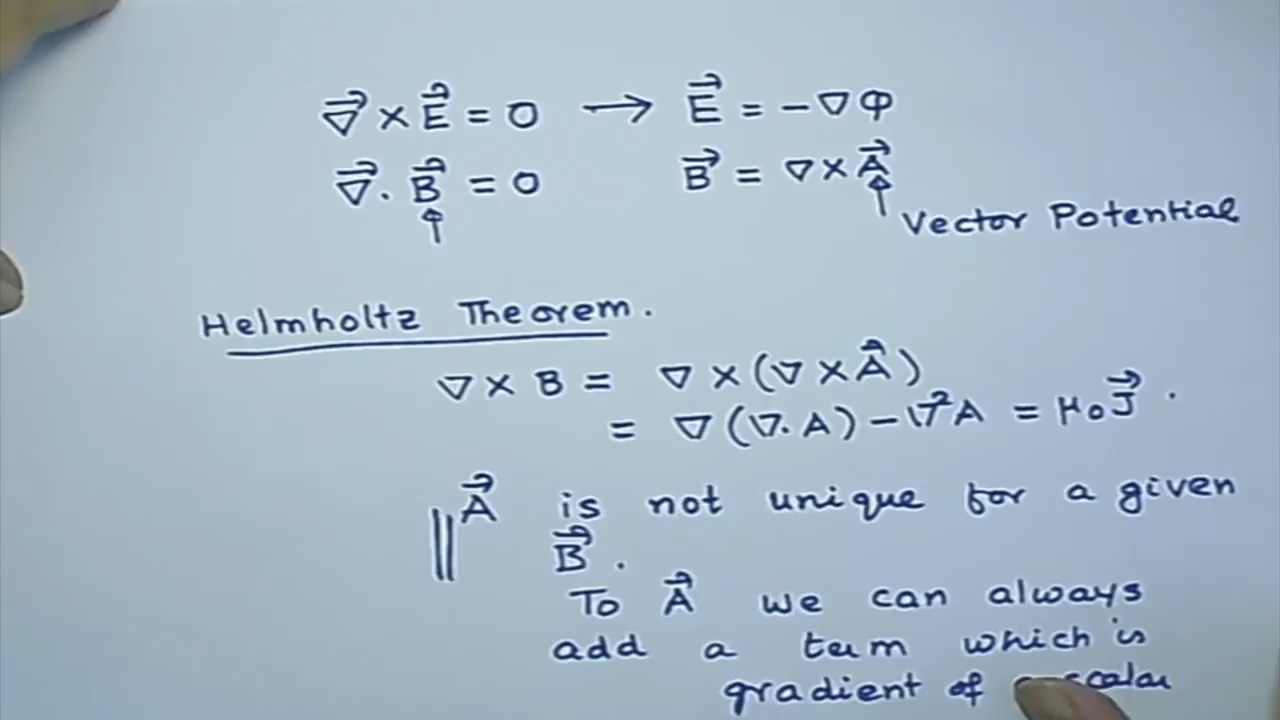 ∇⃗ × E⃗ = 0 → E⃗ = -∇φ
∇⃗ . B⃗ = 0 B⃗ = ∇ × A⃗
↑ ↑ Vector Potential
Helmholtz Theorem.
∇ × B = ∇ × (∇ × A⃗)
= ∇(∇. A) - ∇²A = μ₀J⃗ .
A⃗ is not unique for a given
B⃗ .
To A⃗ we can always
add a term which is
gradient of scalar